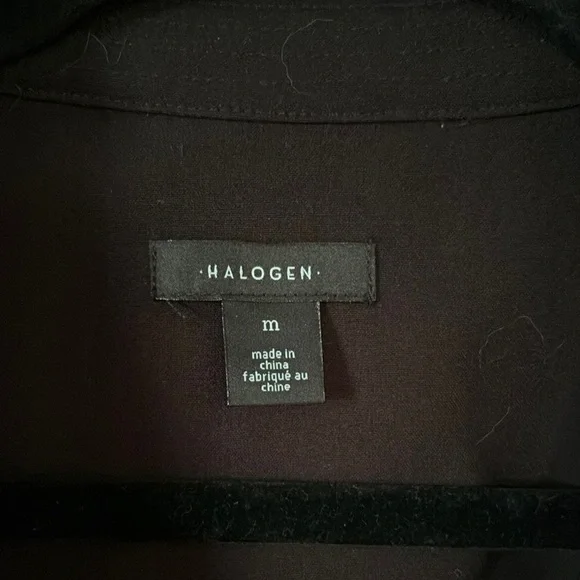 ·HALOGEN·
m
made in
china
fabriqué au
chine